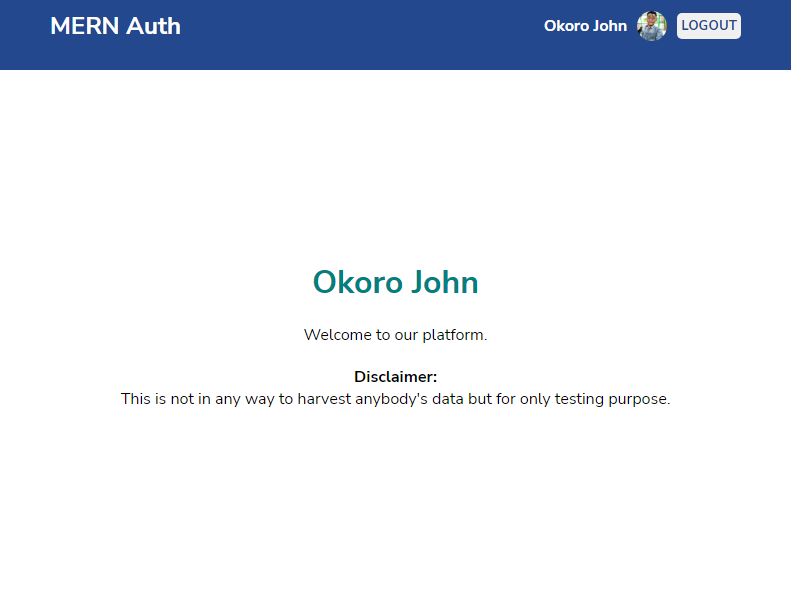 MERN Auth
Okoro John
LOGOUT
Okoro John
Welcome to our platform.
Disclaimer:
This is not in any way to harvest anybody's data but for only testing purpose.